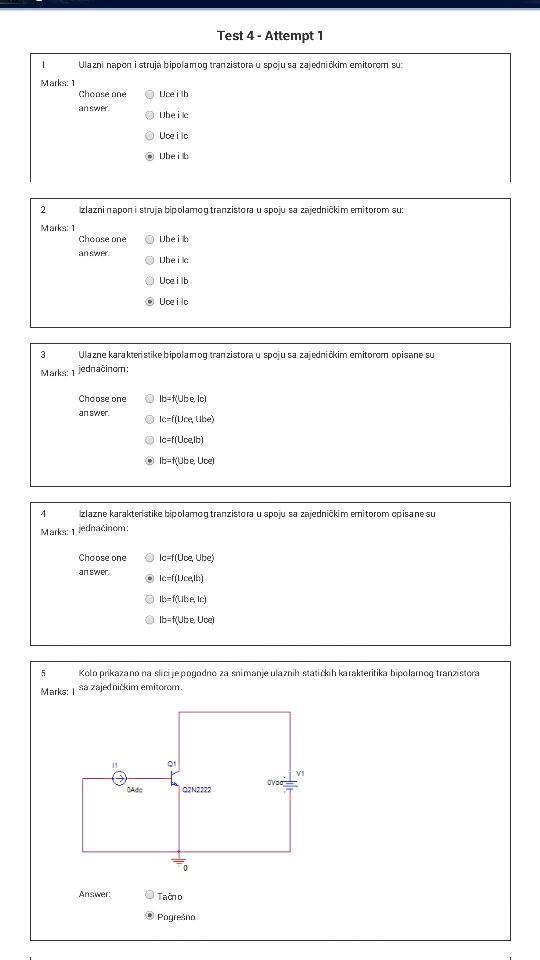 Test 4 - Attempt 1
1 Ulazni napon i struja bipolarnog tranzistora u spoju sa zajedničkim emitorom su:
Marks: 1
Choose one answer.
Uce i Ib
Ube i Ic
Uce i Ic
Ube i Ib
2 Izlazni napon i struja bipolarnog tranzistora u spoju sa zajedničkim emitorom su:
Marks: 1
Choose one answer.
Ube i Ib
Ube i Ic
Uce i Ib
Uce i Ic
3 Ulazne karakteristike bipolarnog tranzistora u spoju sa zajedničkim emitorom opisane su
Marks: 1 jednačinom:
Choose one answer.
Ib=f(Ube, Ic)
Ic=f(Uce, Ube)
Ic=f(Uce,Ib)
Ib=f(Ube, Uce)
4 Izlazne karakteristike bipolarnog tranzistora u spoju sa zajedničkim emitorom opisane su
Marks: 1 jednačinom:
Choose one answer.
Ic=f(Uce, Ube)
Ic=f(Uce,Ib)
Ib=f(Ube, Ic)
Ib=f(Ube, Uce)
5 Kolo prikazano na slici je pogodno za snimanje ulaznih statičkih karakteritika bipolarnog tranzistora
Marks: 1 sa zajedničkim emitorom.
I1
0Adc
Q1
Q2N2222
0Vdc
V1
0
Answer:
Tačno
Pogrešno